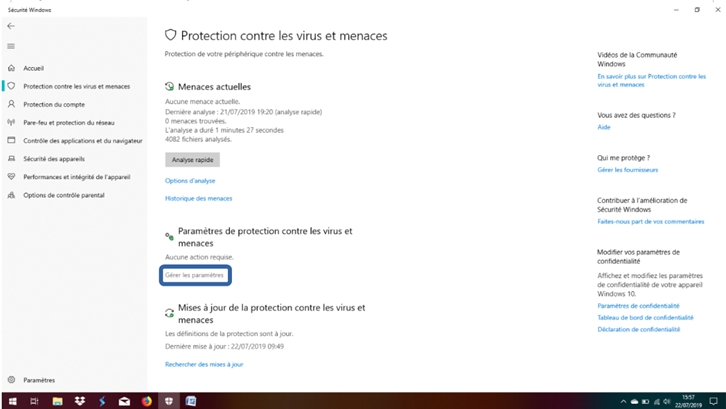 Sécurité Windows
Accueil
Protection contre les virus et menaces
Protection du compte
Pare-feu et protection du réseau
Contrôle des applications et du navigateur
Sécurité des appareils
Performances et intégrité de l'appareil
Options de contrôle parental
Paramètres
Protection contre les virus et menaces
Protection de votre périphérique contre les menaces.
Menaces actuelles
Aucune menace actuelle.
Dernière analyse : 21/07/2019 19:20 (analyse rapide)
0 menaces trouvées.
L'analyse a duré 1 minutes 27 secondes
4082 fichiers analysés.
Analyse rapide
Options d'analyse
Historique des menaces
Paramètres de protection contre les virus et
menaces
Aucune action requise.
Gérer les paramètres
Mises à jour de la protection contre les virus et
menaces
Les définitions de la protection sont à jour.
Dernière mise à jour : 22/07/2019 09:49
Rechercher des mises à jour
Vidéos de la Communauté
Windows
En savoir plus sur Protection contre les
virus et menaces
Vous avez des questions ?
Aide
Qui me protège ?
Gérer les fournisseurs
Contribuer à l'amélioration de
Sécurité Windows
Faites-nous part de vos commentaires
Modifier vos paramètres de
confidentialité
Affichez et modifiez les paramètres
de confidentialité de votre appareil
Windows 10.
Paramètres de confidentialité
Tableau de bord de confidentialité
Déclaration de confidentialité
15:57
22/07/2019